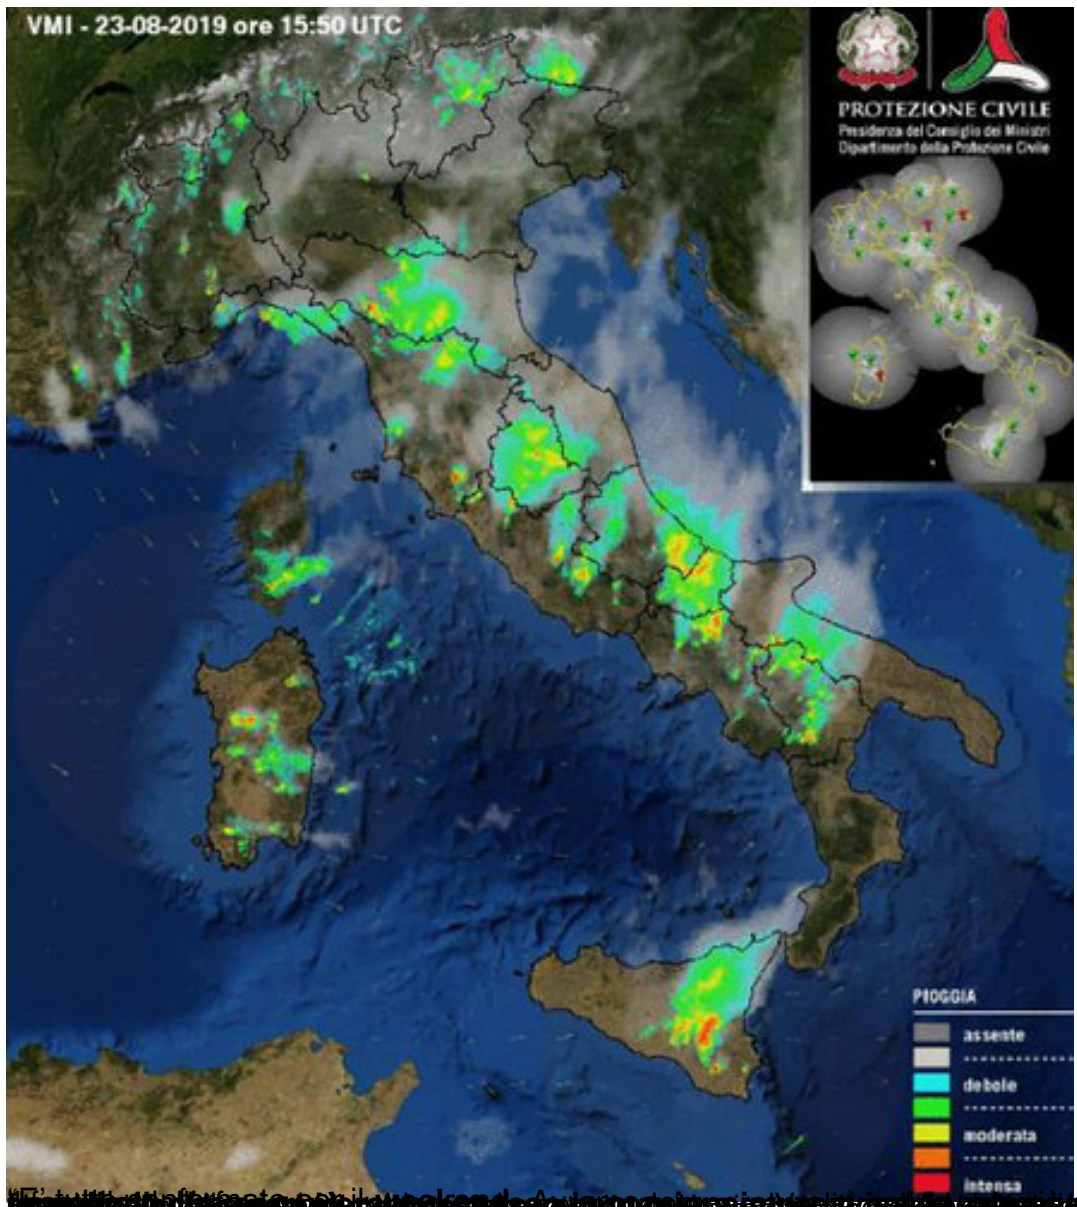 VMI - 23-08-2019 ore 15:50 UTC
PROTEZIONE CIVILE
Presidenza del Consiglio dei Ministri
Dipartimento della Protezione Civile
PIOGGIA
assente
debole
moderata
intensa